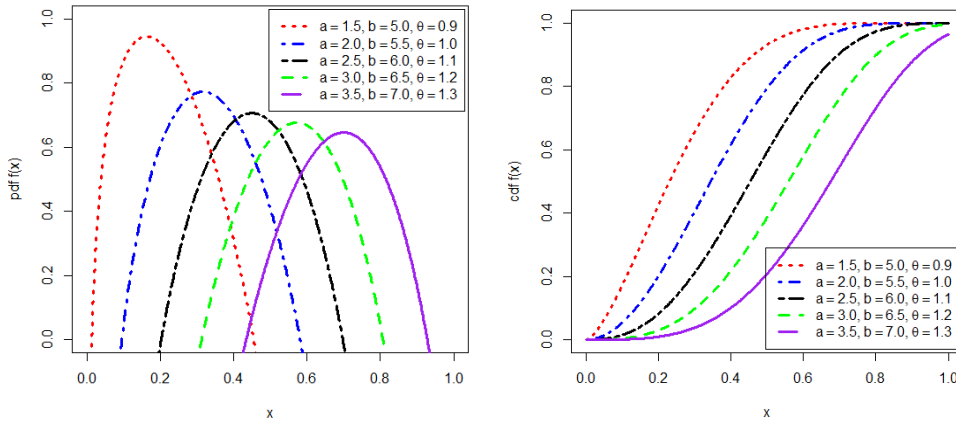 pdf f(x)
1.0
0.8
0.6
0.4
0.2
0.0
a = 1.5, b = 5.0, θ = 0.9
a = 2.0, b = 5.5, θ = 1.0
a = 2.5, b = 6.0, θ = 1.1
a = 3.0, b = 6.5, θ = 1.2
a = 3.5, b = 7.0, θ = 1.3
0.0 0.2 0.4 0.6 0.8 1.0
x
cdf f(x)
1.0
0.8
0.6
0.4
0.2
0.0
a = 1.5, b = 5.0, θ = 0.9
a = 2.0, b = 5.5, θ = 1.0
a = 2.5, b = 6.0, θ = 1.1
a = 3.0, b = 6.5, θ = 1.2
a = 3.5, b = 7.0, θ = 1.3
0.0 0.2 0.4 0.6 0.8 1.0
x